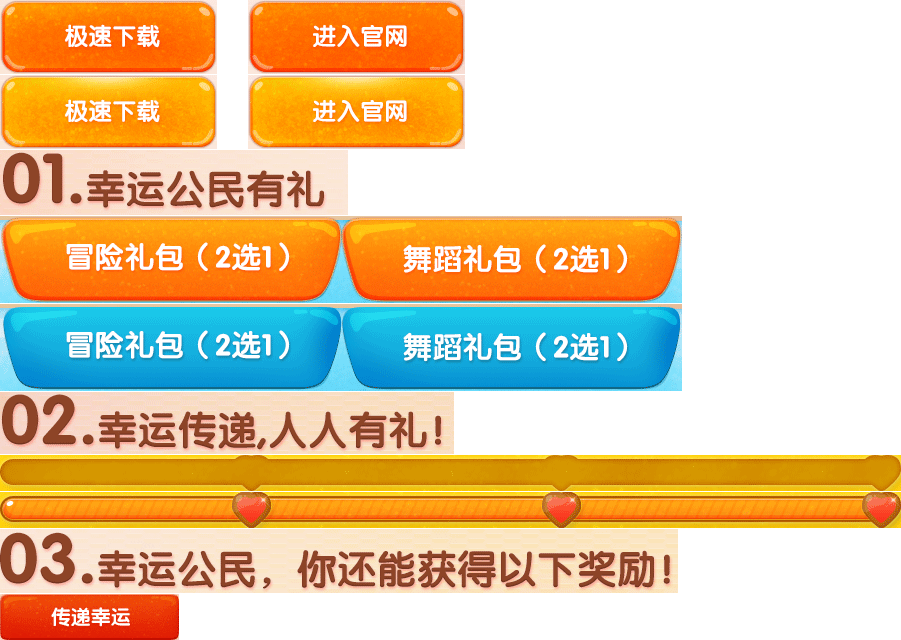 极速下载 进入官网
极速下载 进入官网
01.幸运公民有礼
冒险礼包（2选1） 舞蹈礼包（2选1）
冒险礼包（2选1） 舞蹈礼包（2选1）
02.幸运传递,人人有礼!
03.幸运公民，你还能获得以下奖励!
传递幸运